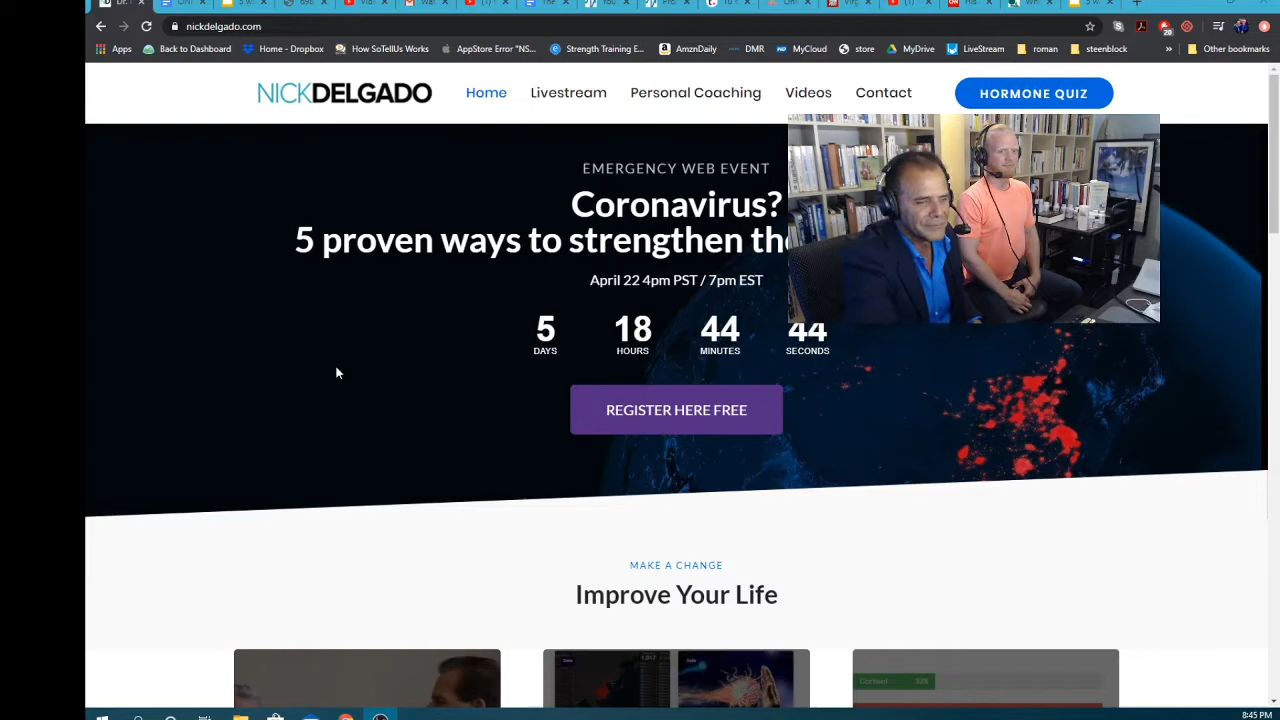 nickdelgado.com
Apps
Back to Dashboard
Home - Dropbox
How SoTellUs Work
AppStore Error "NS...
Strength Training E...
AmznDaily
DMR
MyCloud
store
MyDrive
LiveStream
roman
steenblock
»
Other bookmarks
NICKDELGADO
Home
Livestream
Personal Coaching
Videos
Contact
HORMONE QUIZ
EMERGENCY WEB EVENT
Coronavirus?
5 proven ways to strengthen
April 22 4pm PST / 7pm EST
5 18 44 44
DAYS HOURS MINUTES SECONDS
REGISTER HERE FREE
MAKE A CHANGE
Improve Your Life
8:45 PM